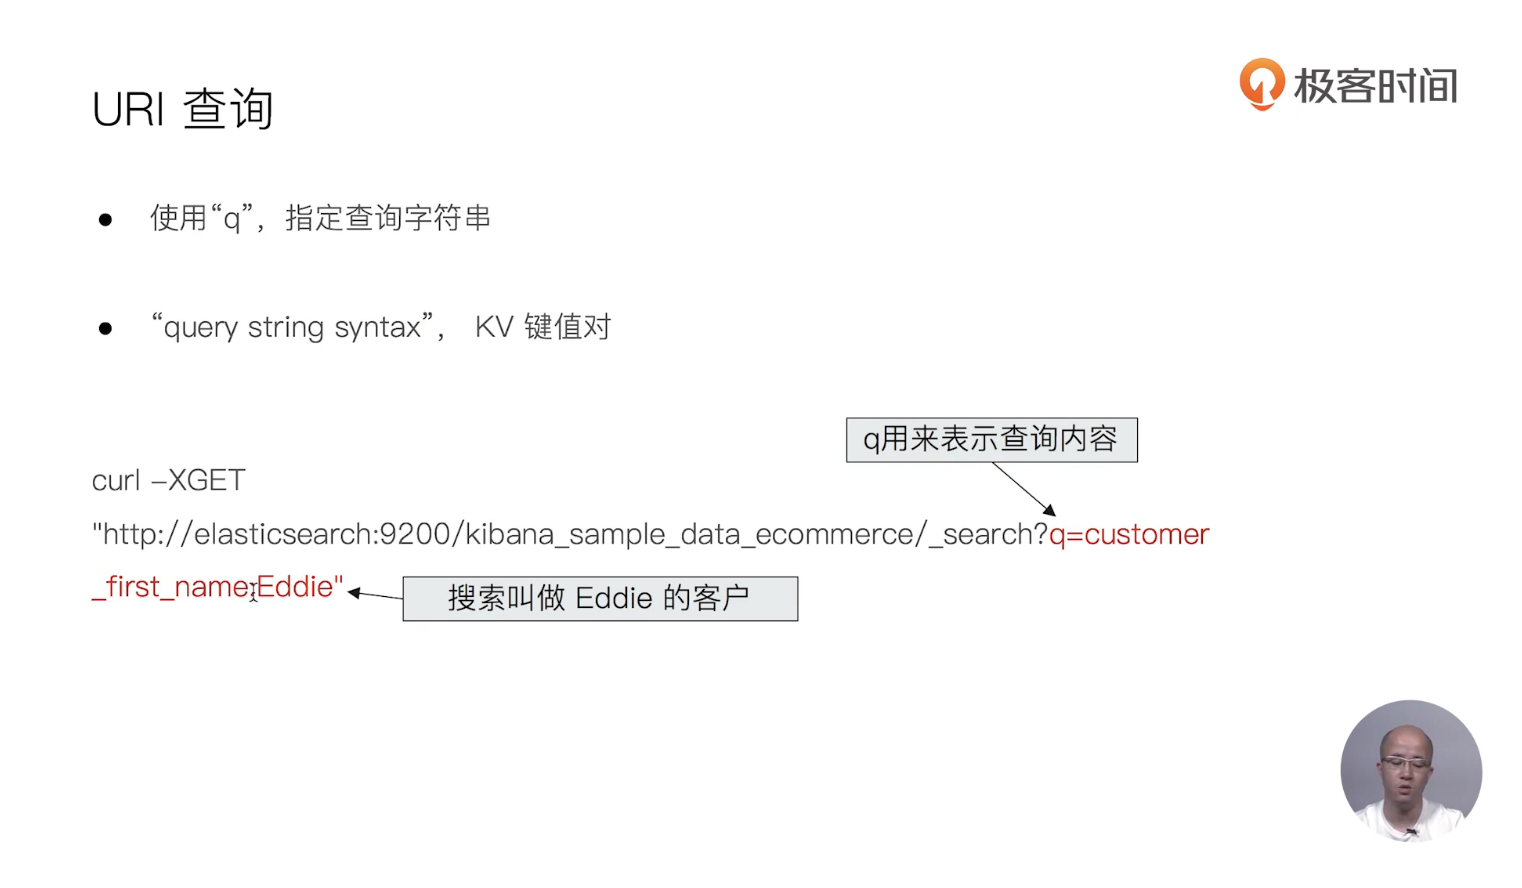 极客时间
URI 查询
● 使用“q”，指定查询字符串
● “query string syntax”， KV 键值对
q用来表示查询内容
curl –XGET
"http://elasticsearch:9200/kibana_sample_data_ecommerce/_search?q=customer
_first_name:Eddie"
搜索叫做 Eddie 的客户